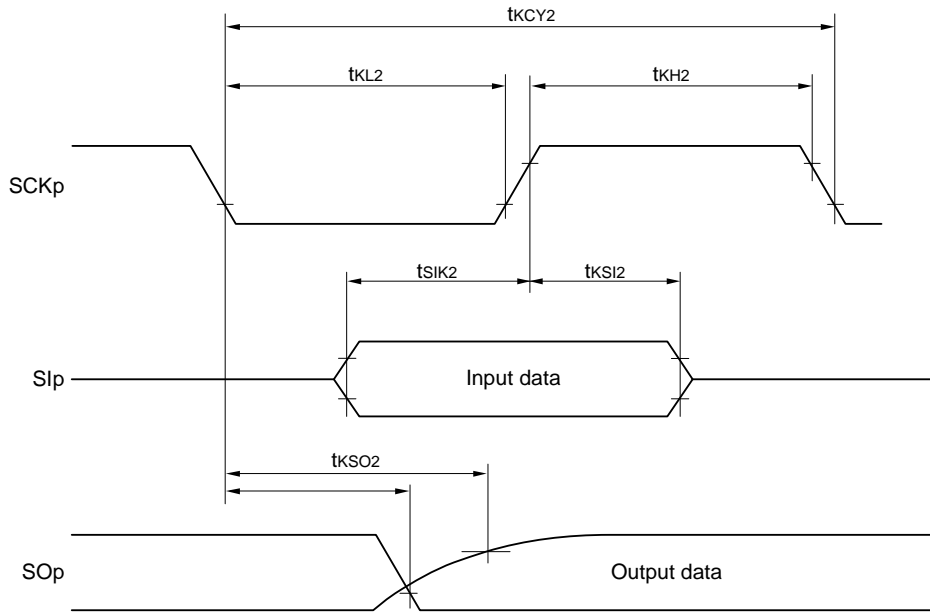 tKCY2
tKL2
tKH2
SCKp
tSIK2
tKSI2
SIp
Input data
tKSO2
SOp
Output data